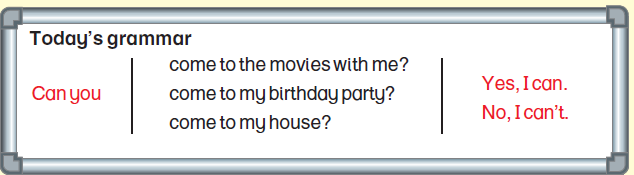 Today's grammar
Can you
come to the movies with me?
come to my birthday party?
come to my house?
Yes, I can.
No, I can't.